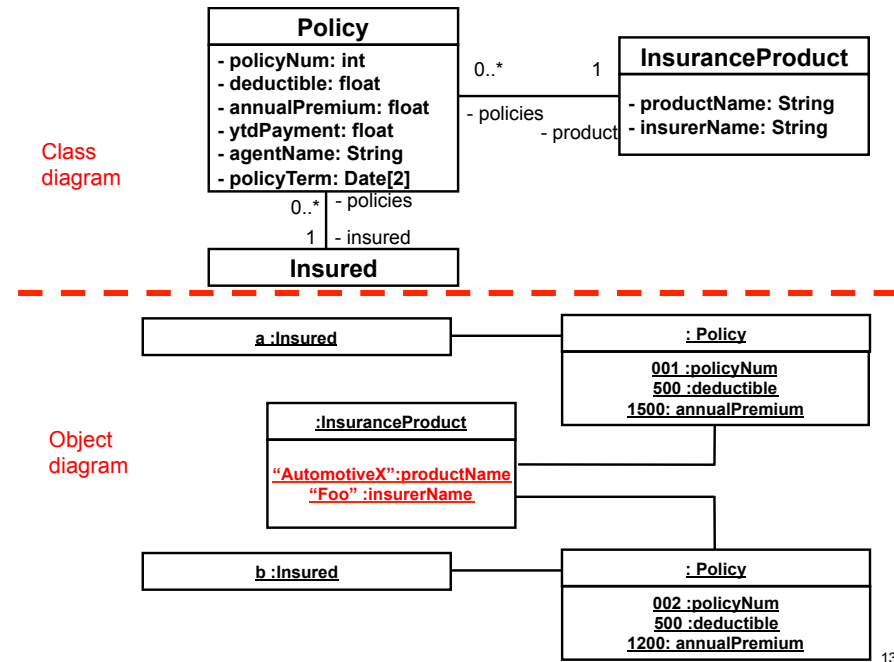 Policy
- policyNum: int
- deductible: float
- annualPremium: float
- ytdPayment: float
- agentName: String
- policyTerm: Date[2]
0..*
1
- policies
- product
InsuranceProduct
- productName: String
- insurerName: String
Class
diagram
0..*
- policies
1
- insured
Insured
a :Insured
: Policy
001 :policyNum
500 :deductible
1500: annualPremium
Object
diagram
:InsuranceProduct
“AutomotiveX”:productName
“Foo” :insurerName
b :Insured
: Policy
002 :policyNum
500 :deductible
1200: annualPremium
13